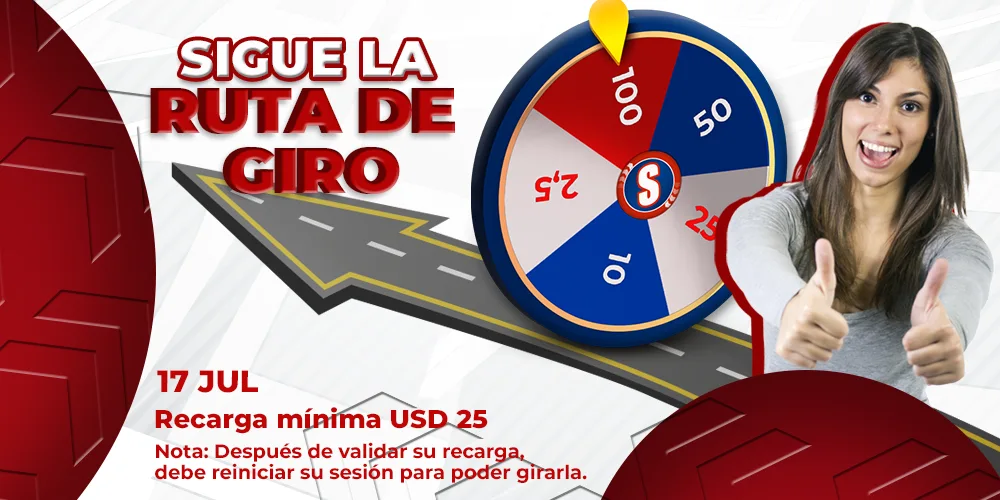 SIGUE LA
RUTA DE
GIRO
100
50
25
10
2,5
S
17 JUL
Recarga mínima USD 25
Nota: Después de validar su recarga,
debe reiniciar su sesión para poder girarla.